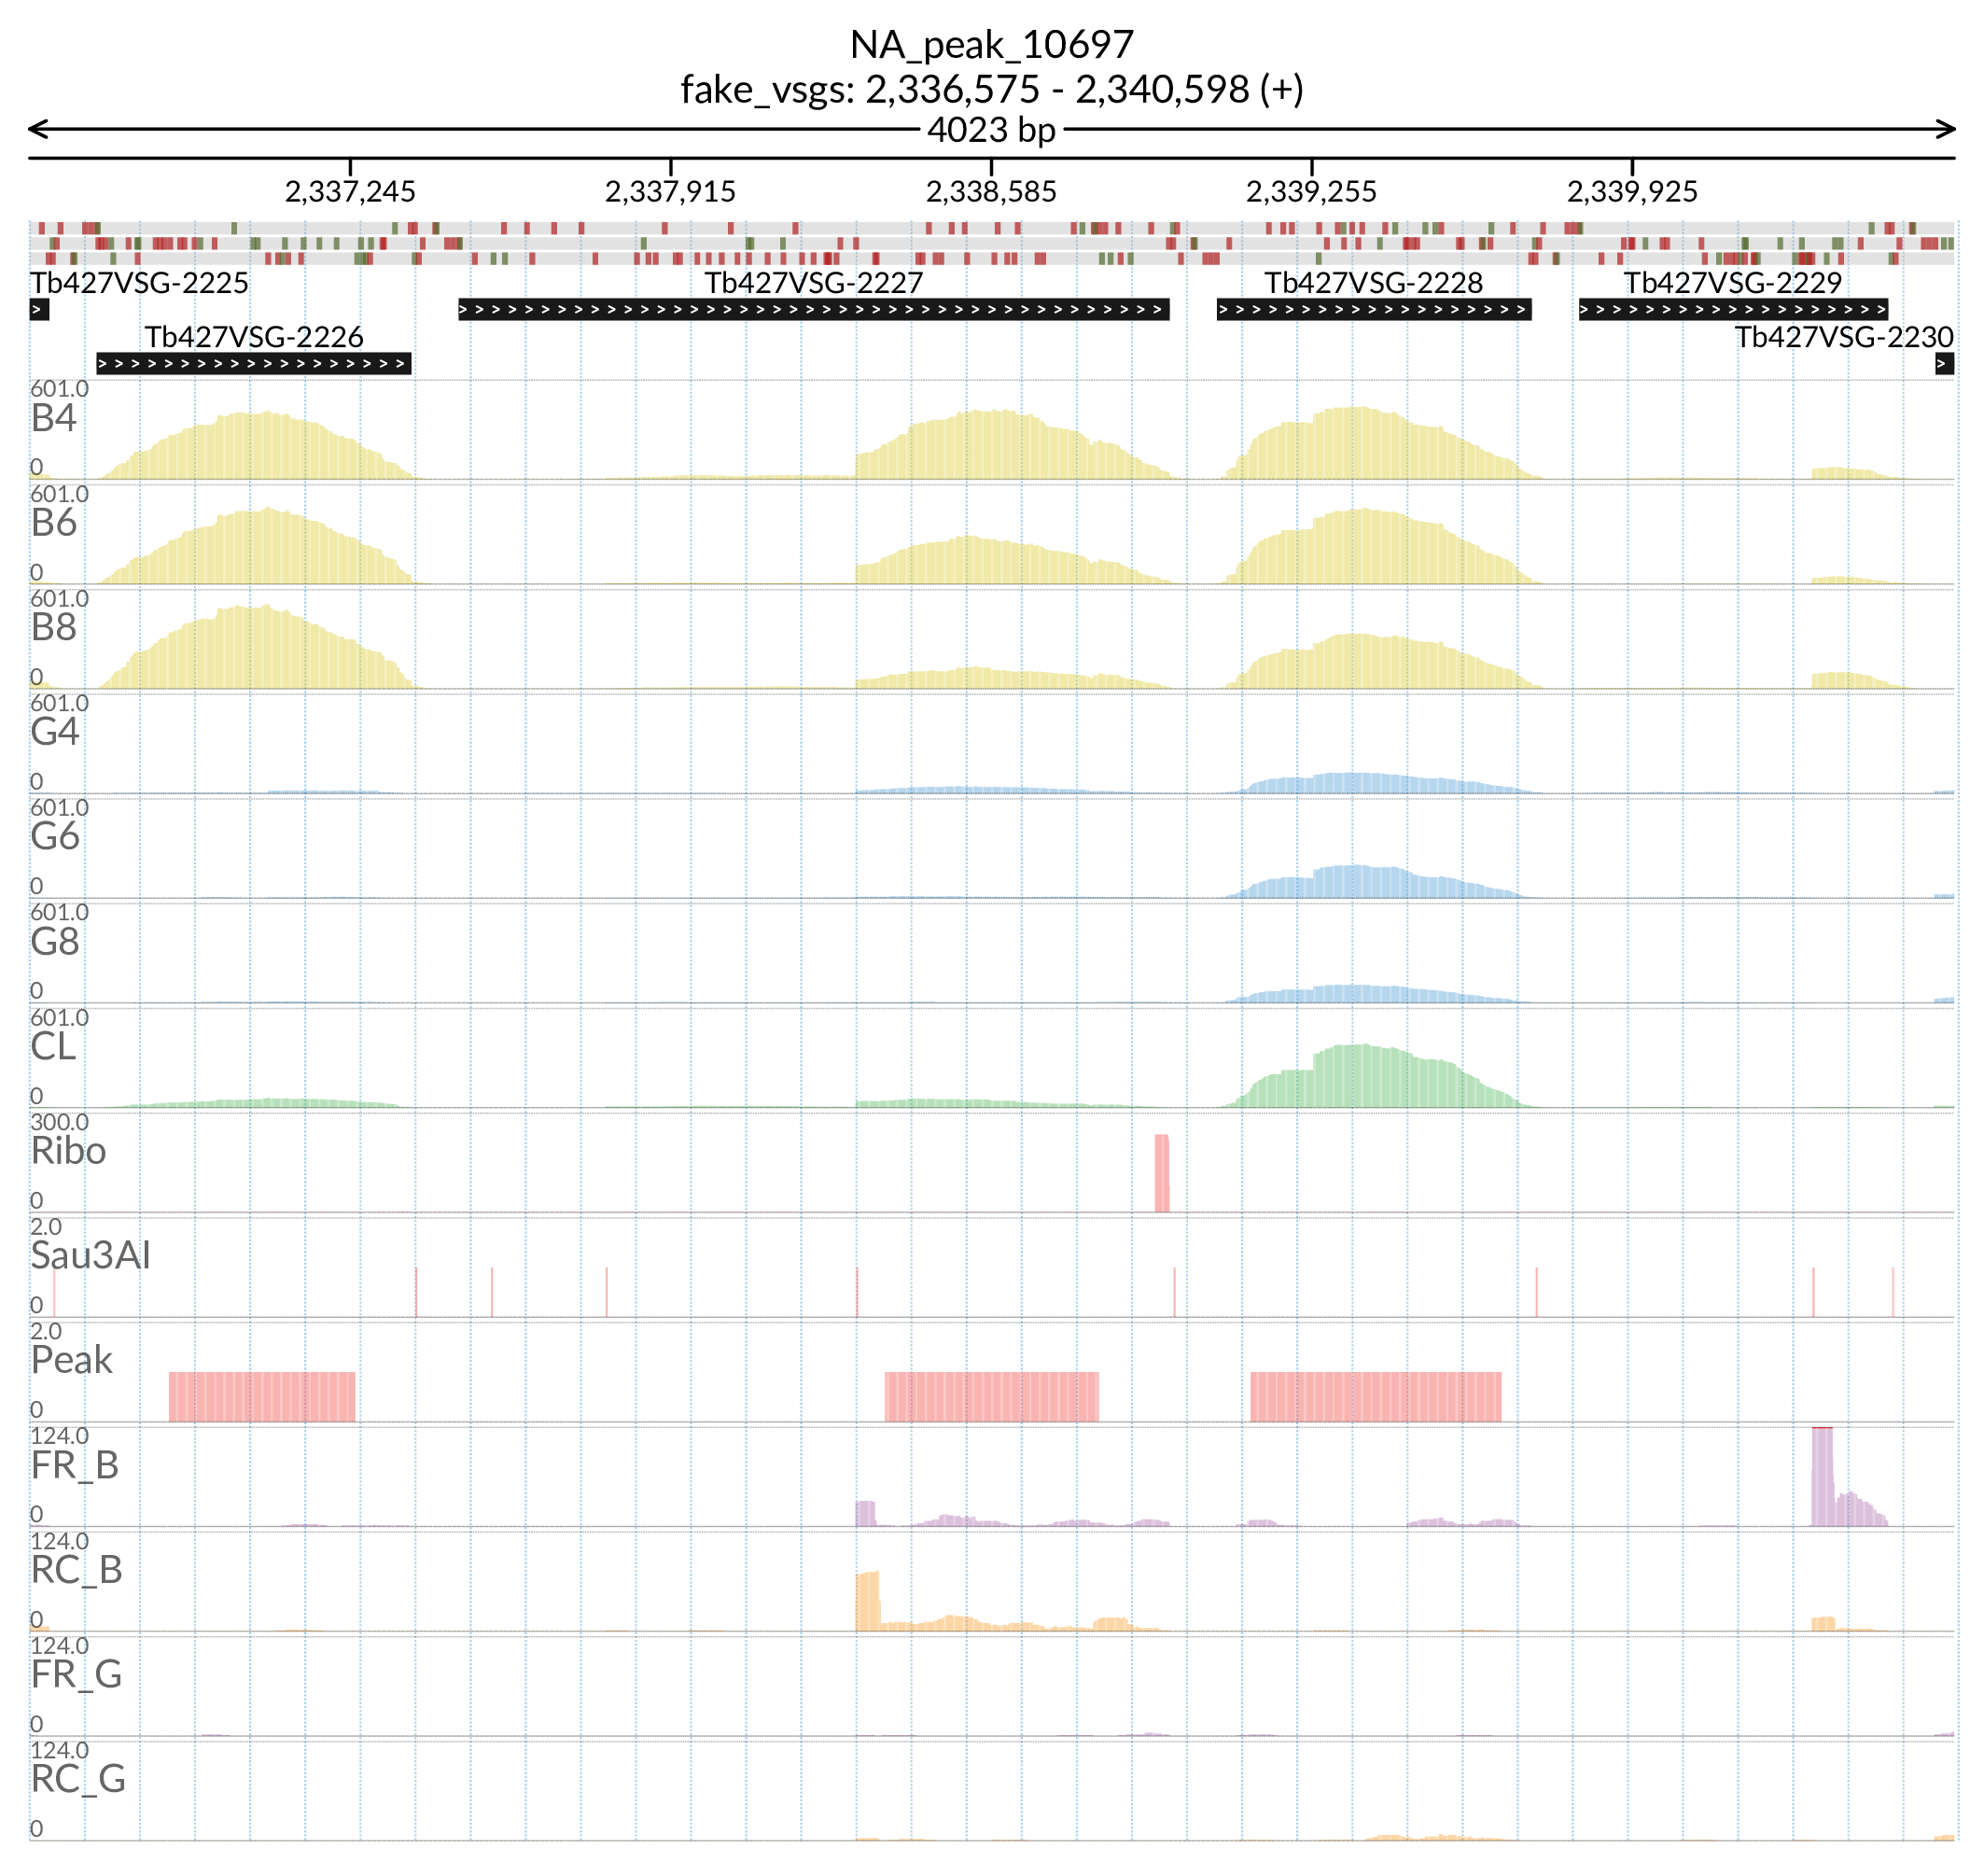 NA_peak_10697
fake_vsgs: 2,336,575 - 2,340,598 (+)
4023 bp
2,337,245 2,337,915 2,338,585 2,339,255 2,339,925
Tb427VSG-2225 Tb427VSG-2227 Tb427VSG-2228 Tb427VSG-2229
Tb427VSG-2226 Tb427VSG-2230
601.0
B4
0
601.0
B6
0
601.0
B8
0
601.0
G4
0
601.0
G6
0
601.0
G8
0
601.0
CL
0
300.0
Ribo
0
2.0
Sau3AI
0
2.0
Peak
0
124.0
FR_B
0
124.0
RC_B
0
124.0
FR_G
0
124.0
RC_G
0